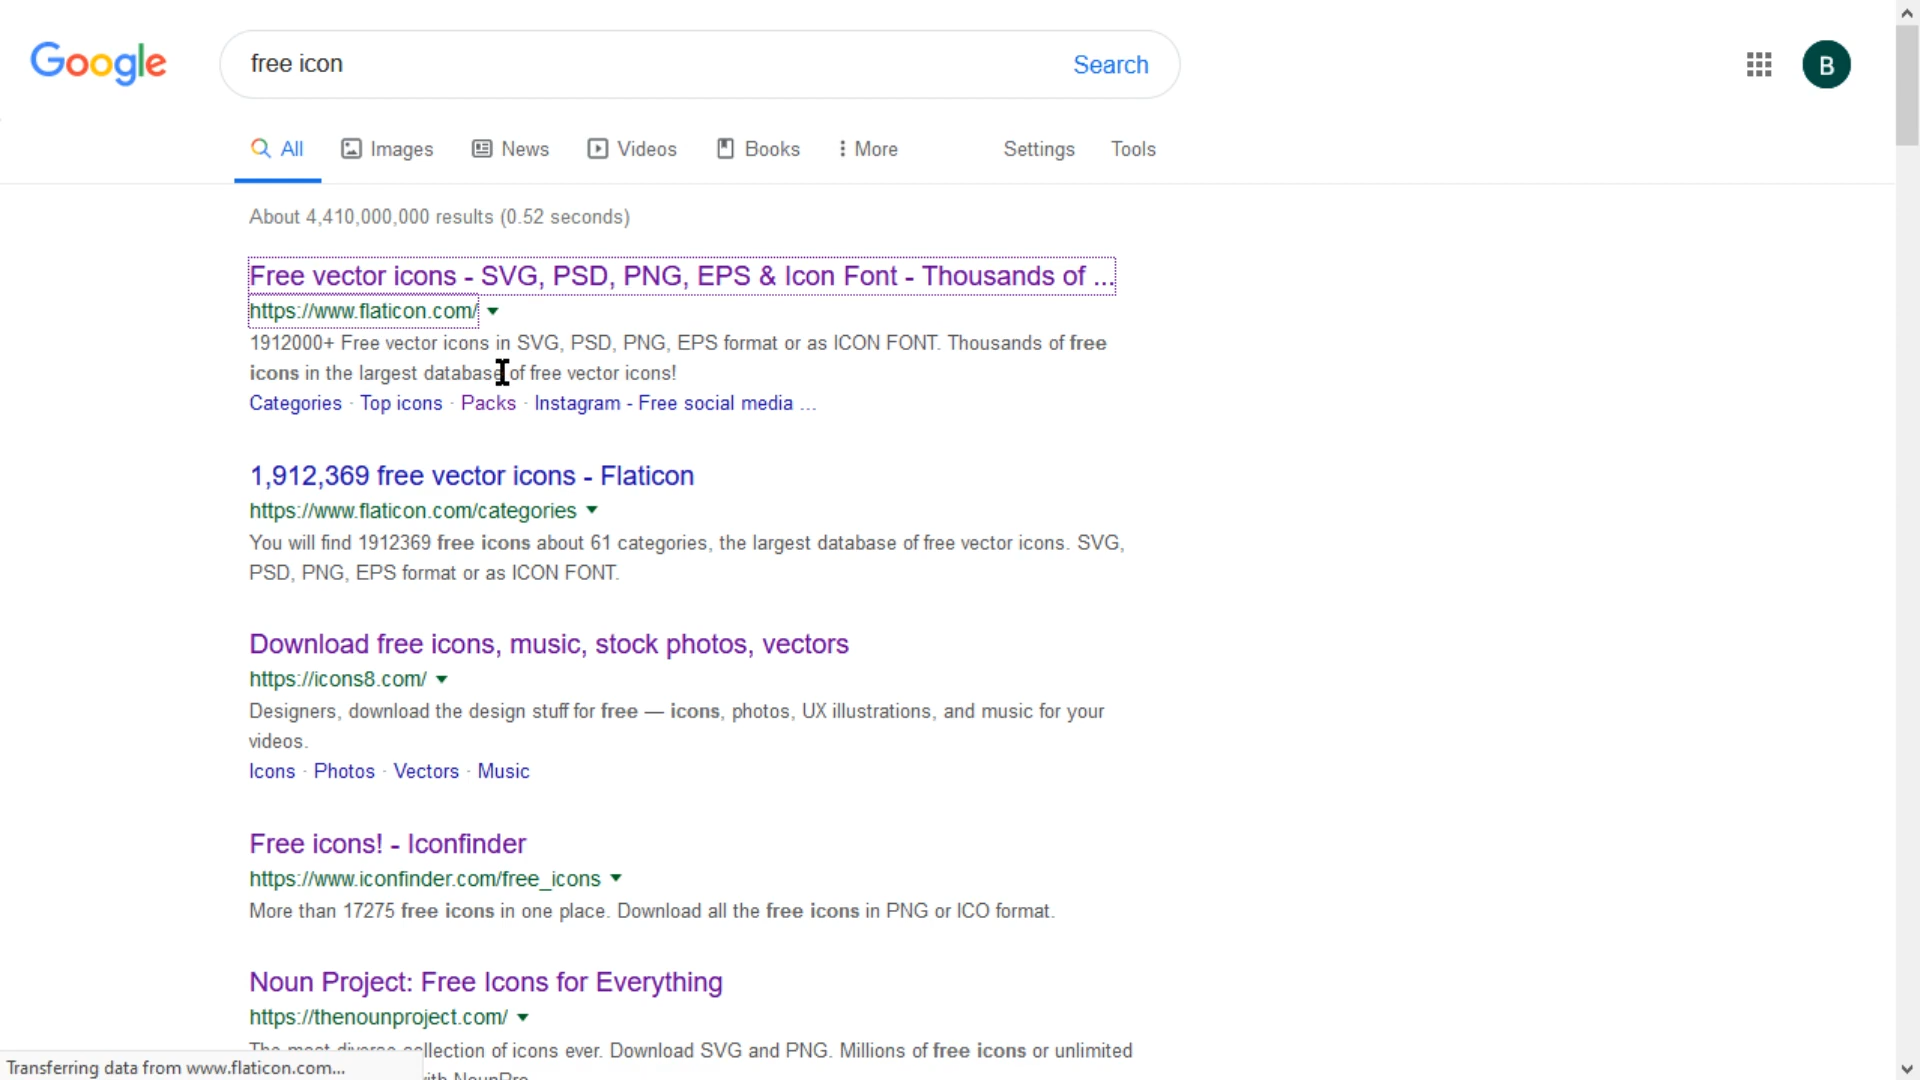 Google
free icon
Search
B
All
Images
News
Videos
Books
More
Settings
Tools
About 4,410,000,000 results (0.52 seconds)
Free vector icons - SVG, PSD, PNG, EPS & Icon Font - Thousands of ...
https://www.flaticon.com/
1912000+ Free vector icons in SVG, PSD, PNG, EPS format or as ICON FONT. Thousands of free
icons in the largest database of free vector icons!
Categories · Top icons · Packs · Instagram - Free social media ...
1,912,369 free vector icons - Flaticon
https://www.flaticon.com/categories
You will find 1912369 free icons about 61 categories, the largest database of free vector icons. SVG,
PSD, PNG, EPS format or as ICON FONT.
Download free icons, music, stock photos, vectors
https://icons8.com/
Designers, download the design stuff for free — icons, photos, UX illustrations, and music for your
videos.
Icons · Photos · Vectors · Music
Free icons! - Iconfinder
https://www.iconfinder.com/free_icons
More than 17275 free icons in one place. Download all the free icons in PNG or ICO format.
Noun Project: Free Icons for Everything
https://thenounproject.com/
The most diverse collection of icons ever. Download SVG and PNG. Millions of free icons or unlimited
with NounPro
Transferring data from www.flaticon.com...